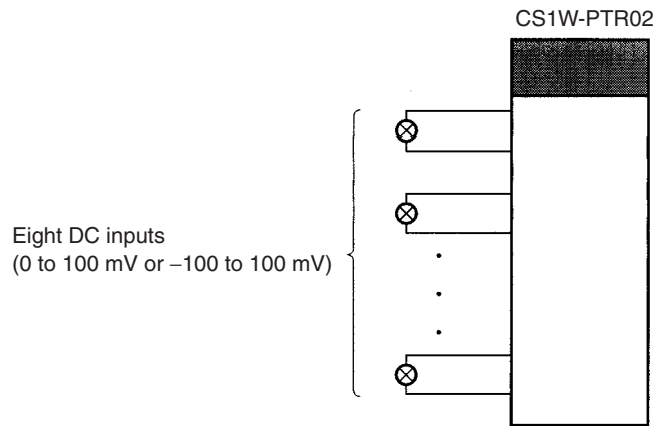 CS1W-PTR02
Eight DC inputs
(0 to 100 mV or −100 to 100 mV)